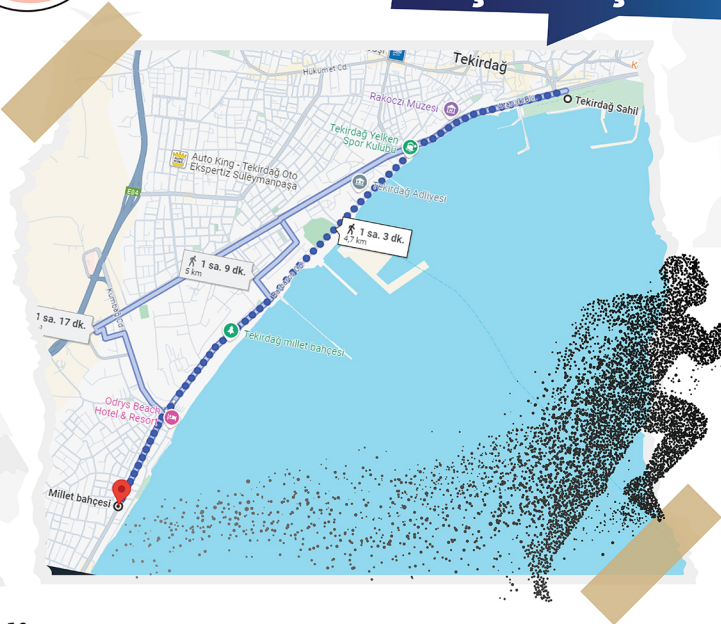 Tekirdağ
Hükümet Cd.
Rakoczi Müzesi
Tekirdağ Sahil
Tekirdağ Yelken
Spor Kulübü
Auto King - Tekirdağ Oto
Ekspertiz Süleymanpaşa
Tekirdağ Adliyesi
E84
1 sa. 3 dk.
4,7 km
1 sa. 9 dk.
5 km
Kumbağ Cd.
1 sa. 17 dk.
Tekirdağ millet bahçesi
Odrys Beach
Hotel & Resort
Millet bahçesi